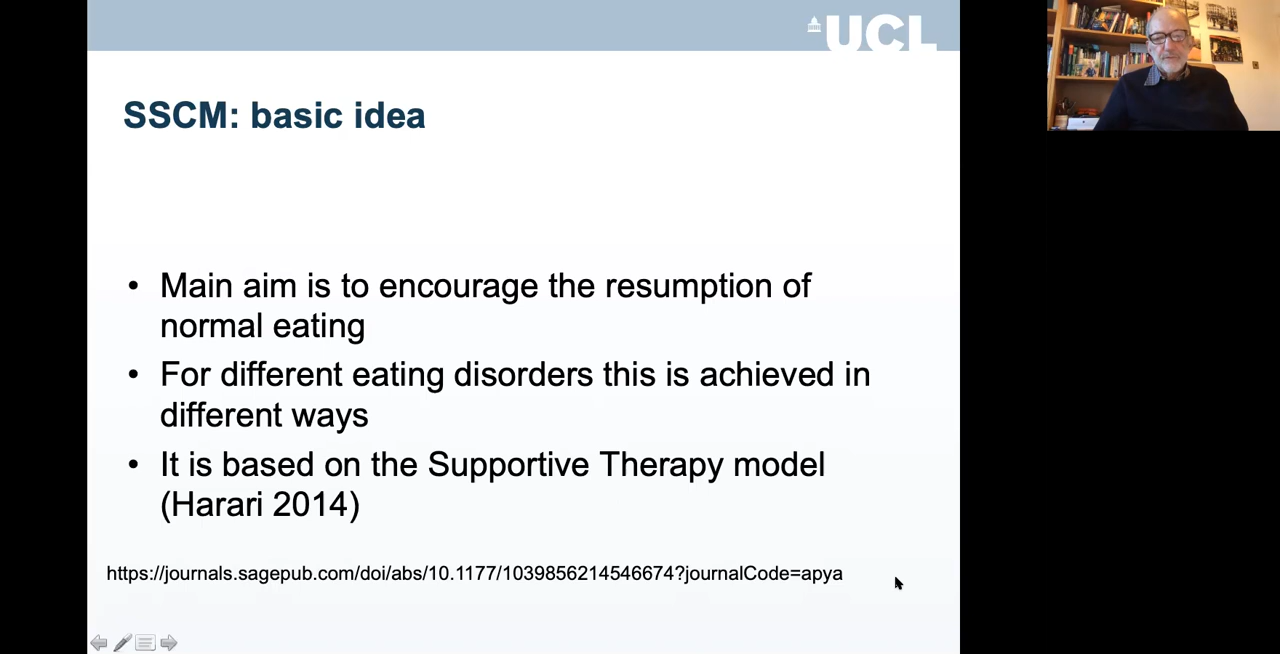 UCL
SSCM: basic idea
• Main aim is to encourage the resumption of
normal eating
• For different eating disorders this is achieved in
different ways
• It is based on the Supportive Therapy model
(Harari 2014)
https://journals.sagepub.com/doi/abs/10.1177/1039856214546674?journalCode=apya